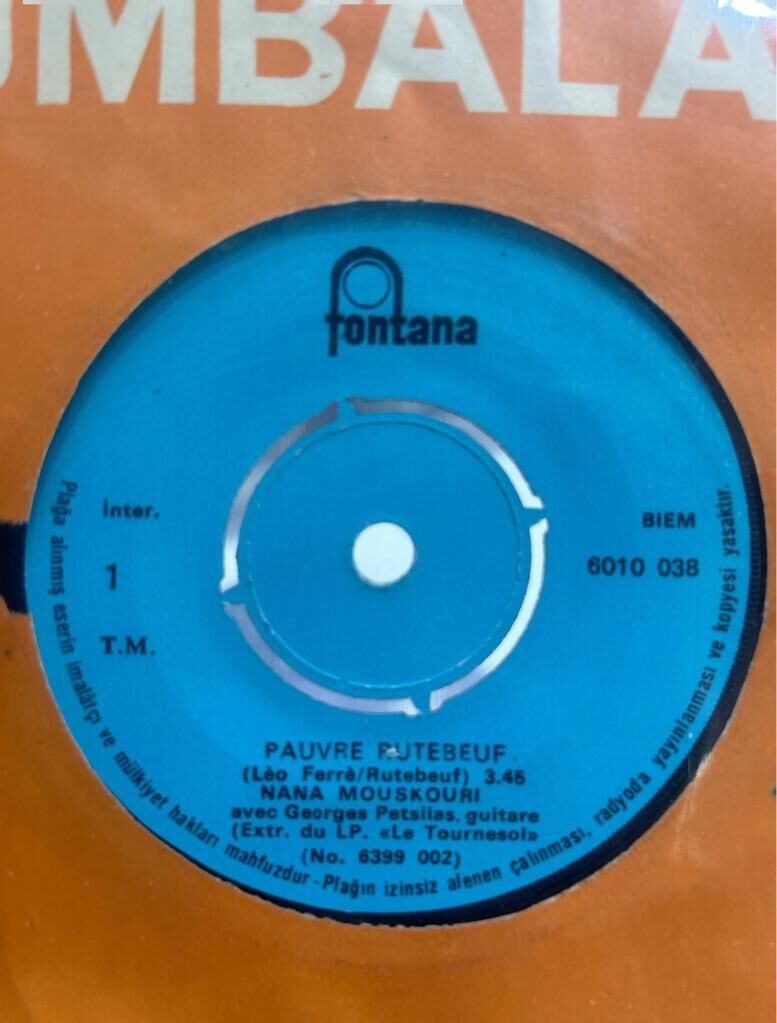 UMBALA
fontana
İnter.
1
T.M.
BIEM
6010 038
PAUVRE RUTEBEUF
(Lèo Ferrè/Rutebeuf) 3.45
NANA MOUSKOURI
avec Georges Petsilas, guitare
(Extr. du LP. «Le Tournesol»
(No. 6399 002)
Plağa alınmış eserin imalâtçı ve mülkiyet hakları mahfuzdur - Plağın izinsiz alenen çalınması, radyoda yayınlanması ve kopyesi yasaktır.